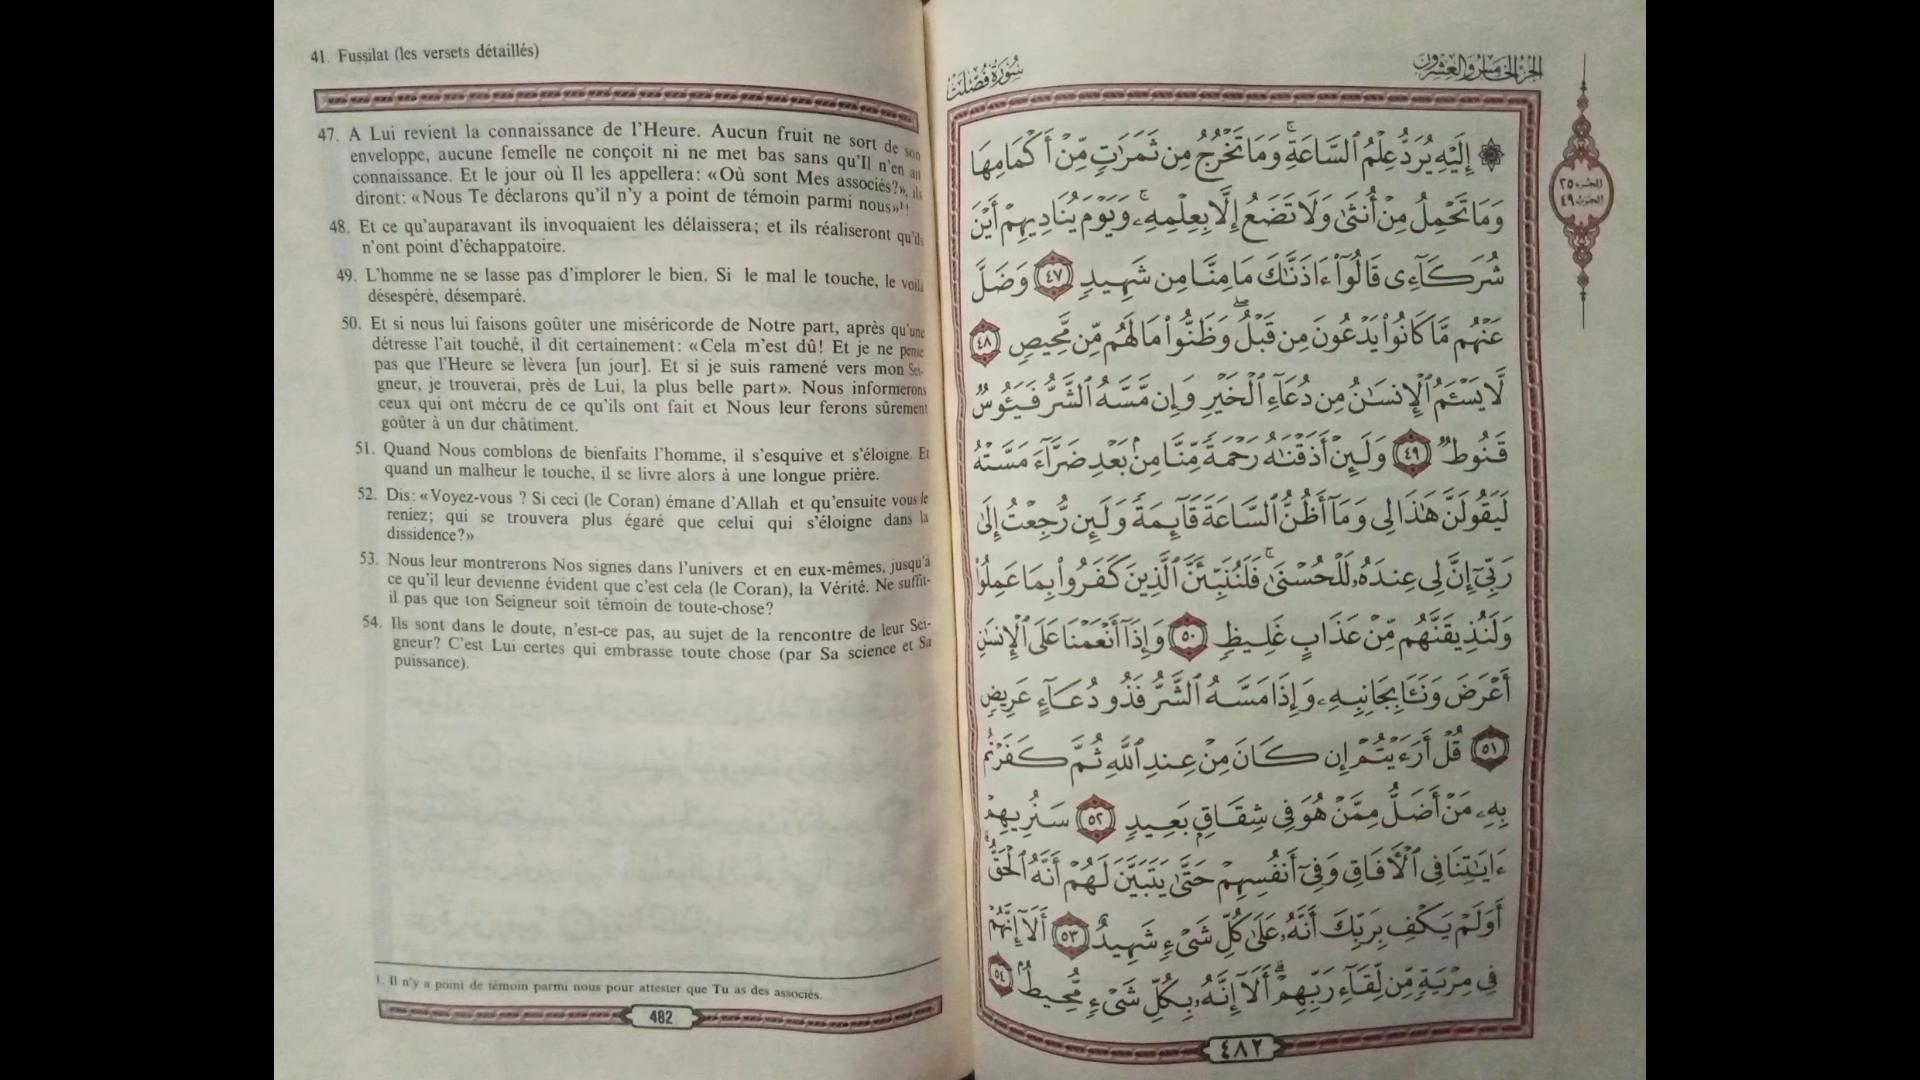 41. Fuṣṣilat (les versets détaillés)
47. A Lui revient la connaissance de l'Heure. Aucun fruit ne sort de son
enveloppe, aucune femelle ne conçoit ni ne met bas sans qu'Il n'en ait
connaissance. Et le jour où Il les appellera: «Où sont Mes associés?», ils
diront: «Nous Te déclarons qu'il n'y a point de témoin parmi nous»¹!
48. Et ce qu'auparavant ils invoquaient les délaissera; et ils réaliseront qu'ils
n'ont point d'échappatoire.
49. L'homme ne se lasse pas d'implorer le bien. Si le mal le touche, le voilà
désespéré, désemparé.
50. Et si nous lui faisons goûter une miséricorde de Notre part, après qu'une
détresse l'ait touché, il dit certainement: «Cela m'est dû! Et je ne pense
pas que l'Heure se lèvera [un jour]. Et si je suis ramené vers mon Sei-
gneur, je trouverai, près de Lui, la plus belle part». Nous informerons
ceux qui ont mécru de ce qu'ils ont fait et Nous leur ferons sûrement
goûter à un dur châtiment.
51. Quand Nous comblons de bienfaits l'homme, il s'esquive et s'éloigne. Et
quand un malheur le touche, il se livre alors à une longue prière.
52. Dis: «Voyez-vous ? Si ceci (le Coran) émane d'Allah et qu'ensuite vous le
reniez; qui se trouvera plus égaré que celui qui s'éloigne dans la
dissidence?»
53. Nous leur montrerons Nos signes dans l'univers et en eux-mêmes, jusqu'à
ce qu'il leur devienne évident que c'est cela (le Coran), la Vérité. Ne suffit-
il pas que ton Seigneur soit témoin de toute-chose?
54. Ils sont dans le doute, n'est-ce pas, au sujet de la rencontre de leur Sei-
gneur? C'est Lui certes qui embrasse toute chose (par Sa science et Sa
puissance).
1. Il n'y a point de témoin parmi nous pour attester que Tu as des associés.
482
الجزء الخامس والعشرون
سورة فصلت
۞ إِلَيْهِ يُرَدُّ عِلْمُ ٱلسَّاعَةِ ۚ وَمَا تَخْرُجُ مِن ثَمَرَٰتٍ مِّنْ أَكْمَامِهَا
وَمَا تَحْمِلُ مِنْ أُنثَىٰ وَلَا تَضَعُ إِلَّا بِعِلْمِهِۦ ۚ وَيَوْمَ يُنَادِيهِمْ أَيْنَ
شُرَكَآءِى قَالُوٓا۟ ءَاذَنَّٰكَ مَا مِنَّا مِن شَهِيدٍ ٤٧ وَضَلَّ
عَنْهُم مَّا كَانُوا۟ يَدْعُونَ مِن قَبْلُ ۖ وَظَنُّوا۟ مَا لَهُم مِّن مَّحِيصٍ ٤٨
لَّا يَسْـَٔمُ ٱلْإِنسَٰنُ مِن دُعَآءِ ٱلْخَيْرِ وَإِن مَّسَّهُ ٱلشَّرُّ فَيَـُٔوسٌ
قَنُوطٌ ٤٩ وَلَئِنْ أَذَقْنَٰهُ رَحْمَةً مِّنَّا مِنۢ بَعْدِ ضَرَّآءَ مَسَّتْهُ
لَيَقُولَنَّ هَٰذَا لِى وَمَآ أَظُنُّ ٱلسَّاعَةَ قَآئِمَةً وَلَئِن رُّجِعْتُ إِلَىٰ
رَبِّىٓ إِنَّ لِى عِندَهُۥ لَلْحُسْنَىٰ ۚ فَلَنُنَبِّئَنَّ ٱلَّذِينَ كَفَرُوا۟ بِمَا عَمِلُوا۟
وَلَنُذِيقَنَّهُم مِّنْ عَذَابٍ غَلِيظٍ ٥٠ وَإِذَآ أَنْعَمْنَا عَلَى ٱلْإِنسَٰنِ
أَعْرَضَ وَنَـَٔا بِجَانِبِهِۦ وَإِذَا مَسَّهُ ٱلشَّرُّ فَذُو دُعَآءٍ عَرِيضٍ
٥١ قُلْ أَرَءَيْتُمْ إِن كَانَ مِنْ عِندِ ٱللَّهِ ثُمَّ كَفَرْتُم
بِهِۦ مَنْ أَضَلُّ مِمَّنْ هُوَ فِى شِقَاقٍۭ بَعِيدٍ ٥٢ سَنُرِيهِمْ
ءَايَٰتِنَا فِى ٱلْـَٔافَاقِ وَفِىٓ أَنفُسِهِمْ حَتَّىٰ يَتَبَيَّنَ لَهُمْ أَنَّهُ ٱلْحَقُّ ۗ
أَوَلَمْ يَكْفِ بِرَبِّكَ أَنَّهُۥ عَلَىٰ كُلِّ شَىْءٍ شَهِيدٌ ٥٣ أَلَآ إِنَّهُمْ
فِى مِرْيَةٍ مِّن لِّقَآءِ رَبِّهِمْ ۗ أَلَآ إِنَّهُۥ بِكُلِّ شَىْءٍ مُّحِيطٌۢ ٥٤
الجزء ٢٥
الحزب ٤٩
٤٨٢